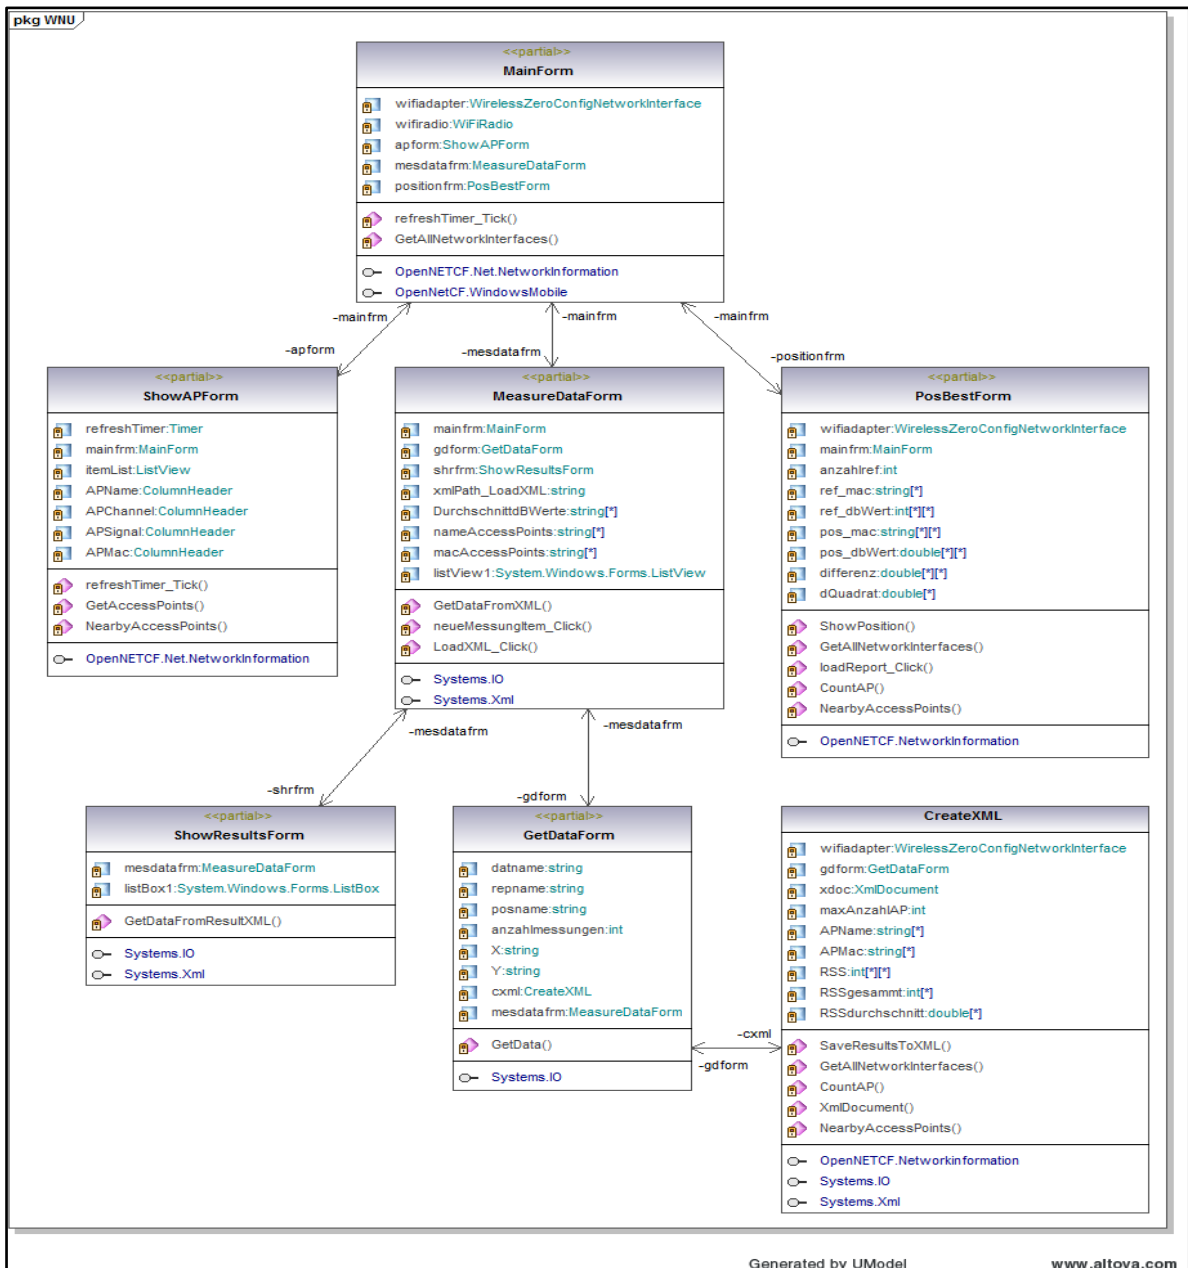 pkg WNU
<<partial>>
MainForm
wifiadapter:WirelessZeroConfigNetworkInterface
wifiradio:WiFiRadio
apform:ShowAPForm
mesdatafrm:MeasureDataForm
positionfrm:PosBestForm
refreshTimer_Tick()
GetAllNetworkInterfaces()
OpenNETCF.Net.NetworkInformation
OpenNetCF.WindowsMobile
-mainfrm
-mainfrm
-mainfrm
-apform
-mesdatafrm
-positionfrm
<<partial>>
ShowAPForm
refreshTimer:Timer
mainfrm:MainForm
itemList:ListView
APName:ColumnHeader
APChannel:ColumnHeader
APSignal:ColumnHeader
APMac:ColumnHeader
refreshTimer_Tick()
GetAccessPoints()
NearbyAccessPoints()
OpenNETCF.Net.NetworkInformation
<<partial>>
MeasureDataForm
mainfrm:MainForm
gdform:GetDataForm
shrfrm:ShowResultsForm
xmlPath_LoadXML:string
DurchschnittdBWerte:string[*]
nameAccessPoints:string[*]
macAccessPoints:string[*]
listView1:System.Windows.Forms.ListView
GetDataFromXML()
neueMessungItem_Click()
LoadXML_Click()
Systems.IO
Systems.Xml
<<partial>>
PosBestForm
wifiadapter:WirelessZeroConfigNetworkInterface
mainfrm:MainForm
anzahlref:int
ref_mac:string[*]
ref_dbWert:int[*][*]
pos_mac:string[*][*]
pos_dbWert:double[*][*]
differenz:double[*][*]
dQuadrat:double[*]
ShowPosition()
GetAllNetworkInterfaces()
loadReport_Click()
CountAP()
NearbyAccessPoints()
OpenNETCF.NetworkInformation
-mesdatafrm
-mesdatafrm
-shrfrm
-gdform
<<partial>>
ShowResultsForm
mesdatafrm:MeasureDataForm
listBox1:System.Windows.Forms.ListBox
GetDataFromResultXML()
Systems.IO
Systems.Xml
<<partial>>
GetDataForm
datname:string
repname:string
posname:string
anzahlmessungen:int
X:string
Y:string
cxml:CreateXML
mesdatafrm:MeasureDataForm
GetData()
Systems.IO
-cxml
-gdform
CreateXML
wifiadapter:WirelessZeroConfigNetworkInterface
gdform:GetDataForm
xdoc:XmlDocument
maxAnzahlAP:int
APName:string[*]
APMac:string[*]
RSS:int[*][*]
RSSgesammt:int[*]
RSSdurchschnitt:double[*]
SaveResultsToXML()
GetAllNetworkInterfaces()
CountAP()
XmlDocument()
NearbyAccessPoints()
OpenNETCF.Networkinformation
Systems.IO
Systems.Xml
Generated by UModel www.altova.com